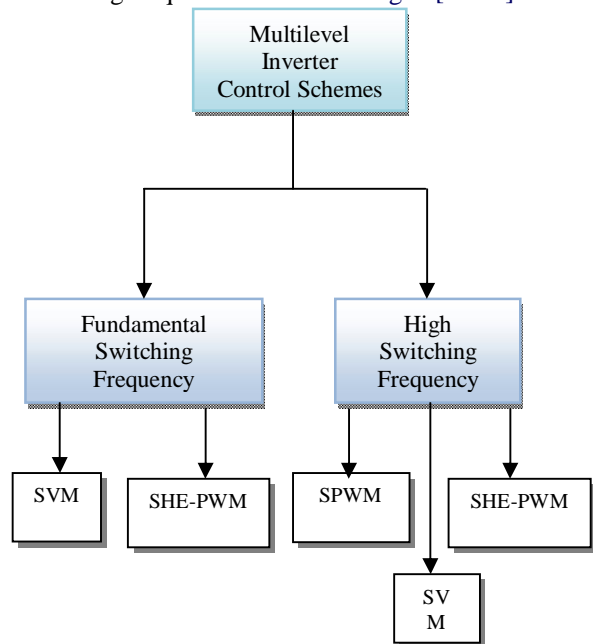 Multilevel
Inverter
Control Schemes
Fundamental
Switching
Frequency
High
Switching
Frequency
SVM
SHE-PWM
SPWM
SHE-PWM
SV
M